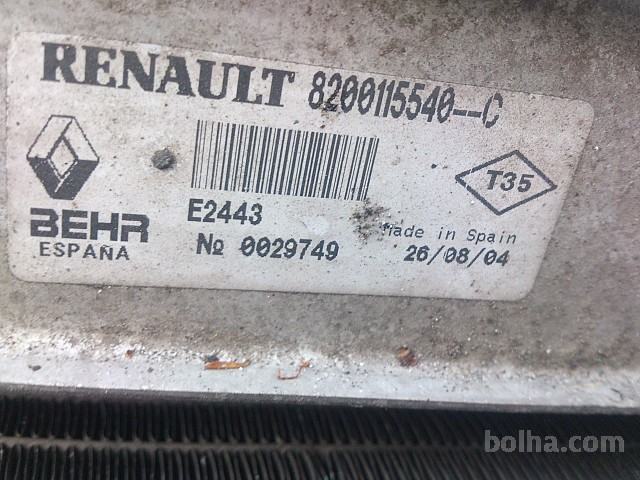 RENAULT 8200115540--C
T35
BEHR
ESPAÑA
E2443
№ 0029749
Made in Spain
26/08/04
bolha.com